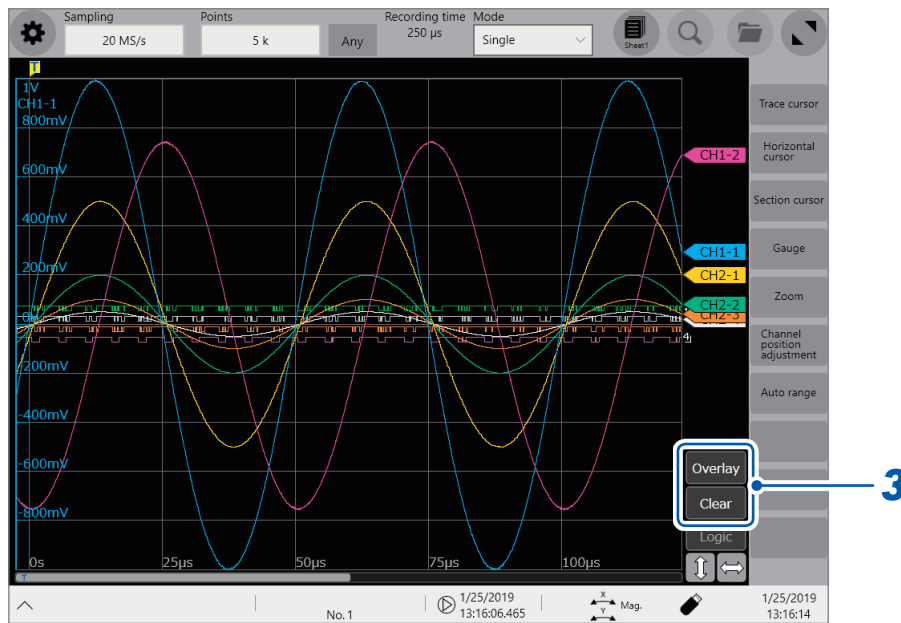 Sampling
20 MS/s
Points
5 k
Any
Recording time
250 µs
Mode
Single
Sheet1
T
1V
CH1-1
800mV
600mV
400mV
200mV
0V
-200mV
-400mV
-600mV
-800mV
0s
25µs
50µs
75µs
100µs
T
CH1-2
CH1-1
CH2-1
CH2-2
CH2-3
4
Overlay
Clear
Logic
Trace cursor
Horizontal
cursor
Section cursor
Gauge
Zoom
Channel
position
adjustment
Auto range
3
No. 1
1/25/2019
13:16:06.465
X
Y
Mag.
1/25/2019
13:16:14